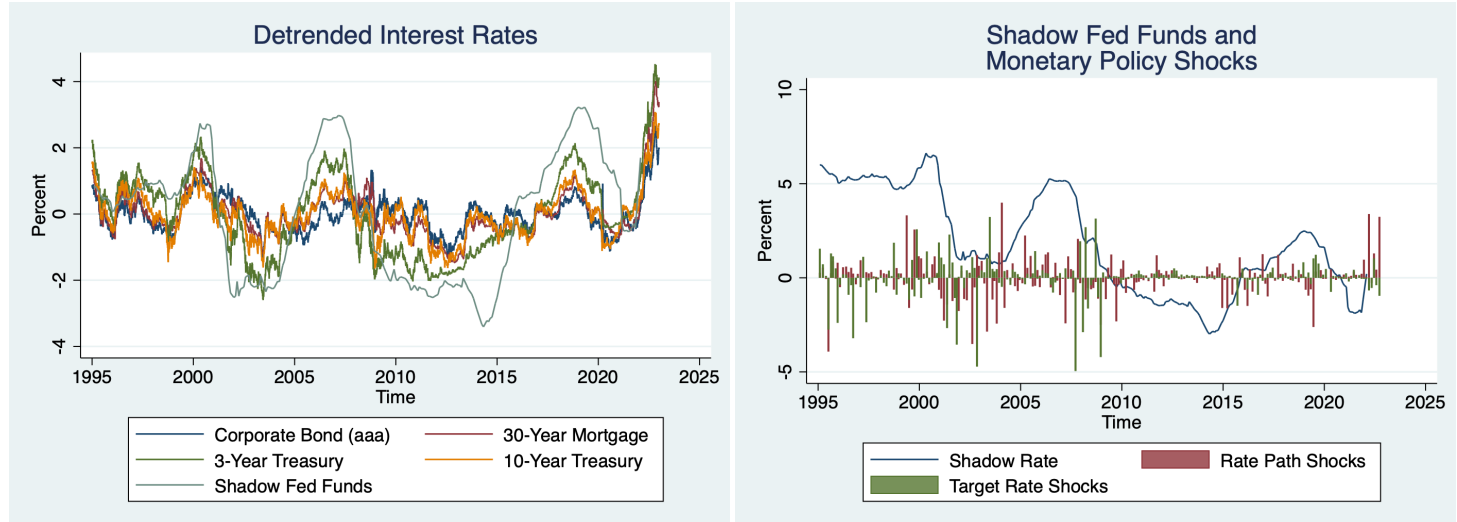 Detrended Interest Rates
Percent
4
2
0
-2
-4
1995 2000 2005 2010 2015 2020 2025
Time
Corporate Bond (aaa) 30-Year Mortgage
3-Year Treasury 10-Year Treasury
Shadow Fed Funds
Shadow Fed Funds and
Monetary Policy Shocks
Percent
10
5
0
-5
1995 2000 2005 2010 2015 2020 2025
Time
Shadow Rate Rate Path Shocks
Target Rate Shocks